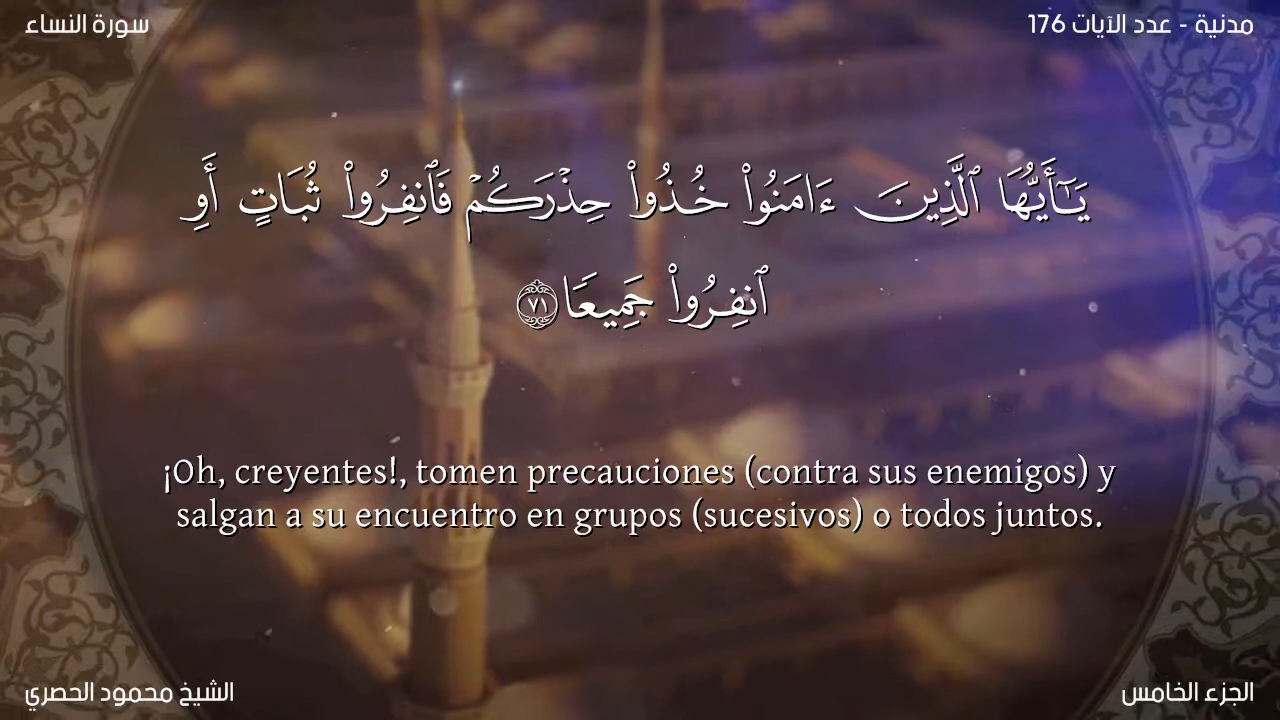 سورة النساء
مدنية - عدد الآيات 176
يَـٰٓأَيُّهَا ٱلَّذِينَ ءَامَنُوا۟ خُذُوا۟ حِذْرَكُمْ فَٱنفِرُوا۟ ثُبَاتٍ أَوِ
ٱنفِرُوا۟ جَمِيعًا ٧١
¡Oh, creyentes!, tomen precauciones (contra sus enemigos) y
salgan a su encuentro en grupos (sucesivos) o todos juntos.
الشيخ محمود الحصري
الجزء الخامس